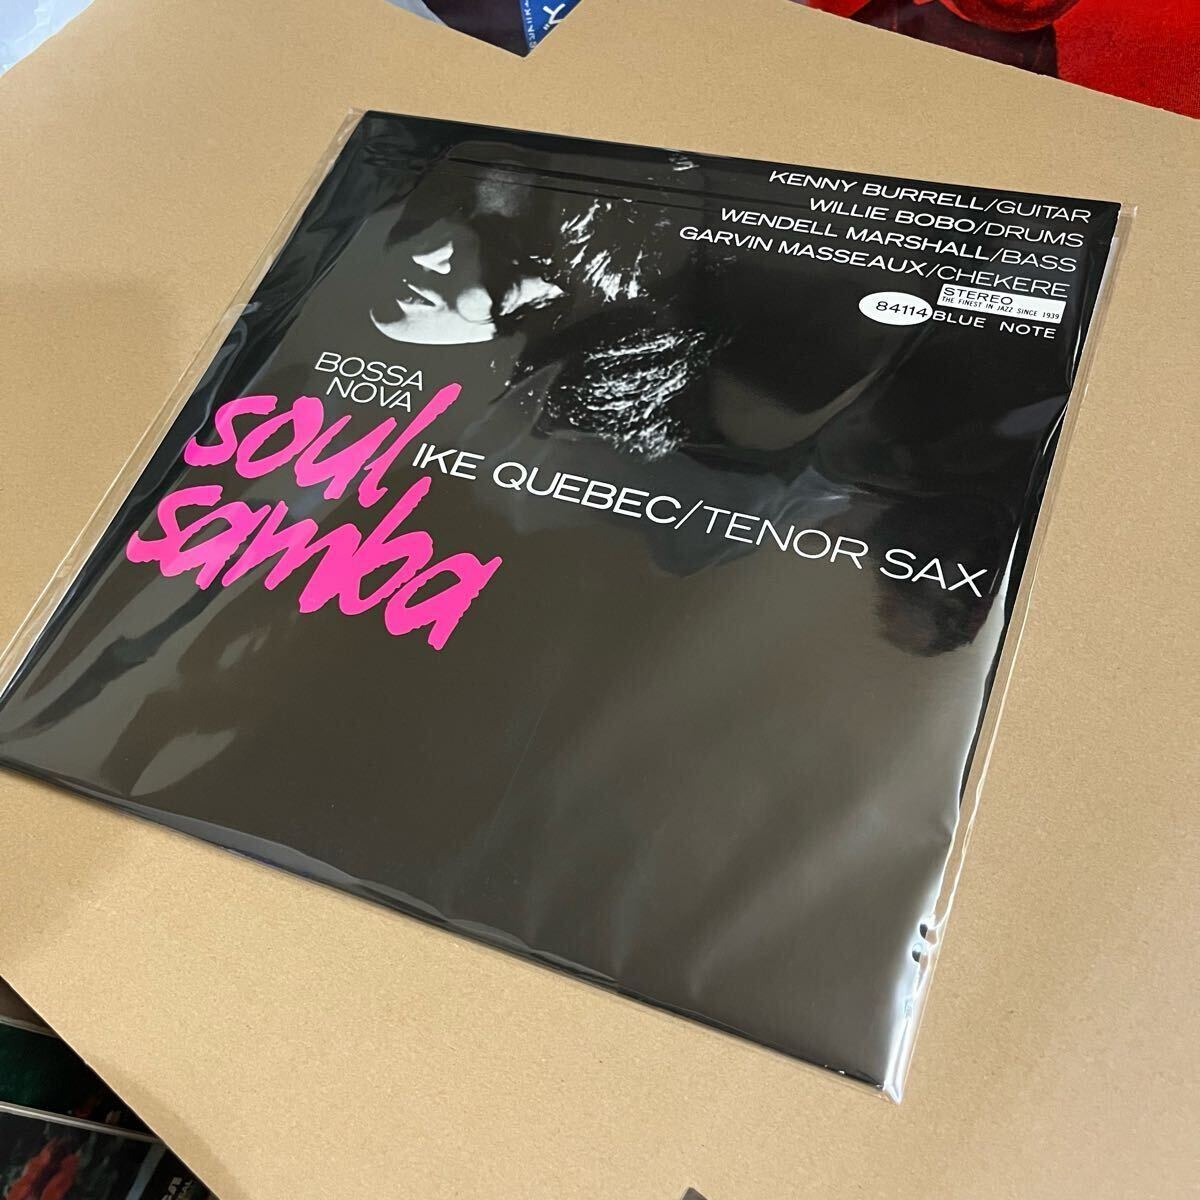 KENNY BURRELL/GUITAR
WILLIE BOBO/DRUMS
WENDELL MARSHALL/BASS
GARVIN MASSEAUX/CHEKERE
STEREO
THE FINEST IN JAZZ SINCE 1939
84114 BLUE NOTE
BOSSA
NOVA
soul
samba
IKE QUEBEC/TENOR SAX